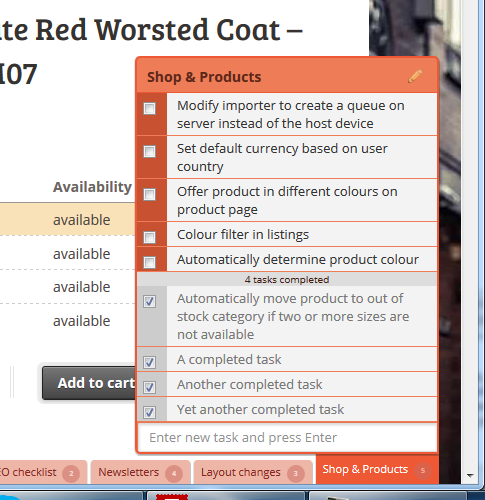 te Red Worsted Coat –
107
Shop & Products
Modify importer to create a queue on
server instead of the host device
Set default currency based on user
country
Offer product in different colours on
product page
Colour filter in listings
Automatically determine product colour
4 tasks completed
Automatically move product to out of
stock category if two or more sizes are
not available
A completed task
Another completed task
Yet another completed task
Enter new task and press Enter
Availability
available
available
available
available
Add to cart
EO checklist 2
Newsletters 4
Layout changes 3
Shop & Products 5